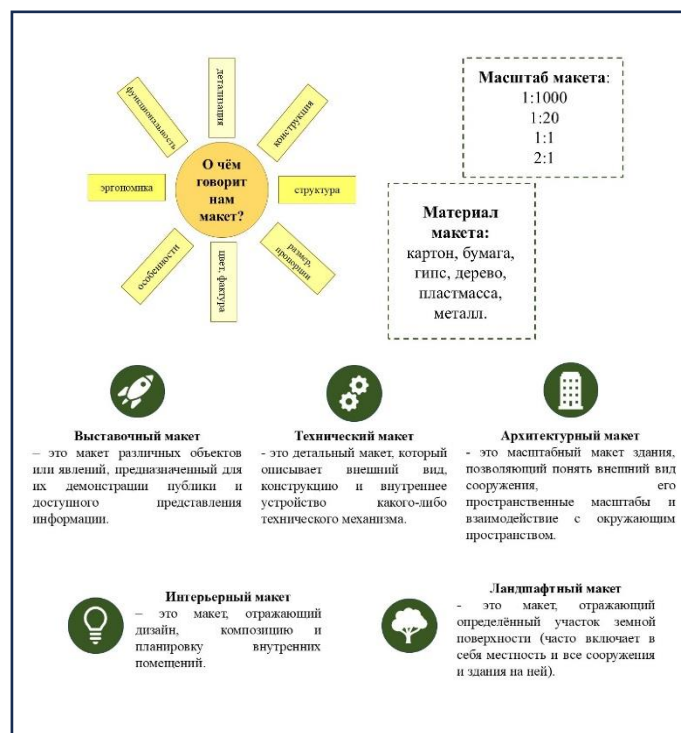 детализация
функциональность
конструкция
эргономика
О чём
говорит
нам
макет?
структура
особенности
цвет, фактура
размер,
пропорции
Масштаб макета:
1:1000
1:20
1:1
2:1
Материал
макета:
картон, бумага,
гипс, дерево,
пластмасса,
металл.
Выставочный макет
– это макет различных объектов
или явлений, предназначенный для
их демонстрации публики и
доступного представления
информации.
Технический макет
- это детальный макет, который
описывает внешний вид,
конструкцию и внутреннее
устройство какого-либо
технического механизма.
Архитектурный макет
- это масштабный макет здания,
позволяющий понять внешний вид
сооружения, его
пространственные масштабы и
взаимодействие с окружающим
пространством.
Интерьерный макет
– это макет, отражающий
дизайн, композицию и
планировку внутренних
помещений.
Ландшафтный макет
- это макет, отражающий
определённый участок земной
поверхности (часто включает в
себя местность и все сооружения
и здания на ней).